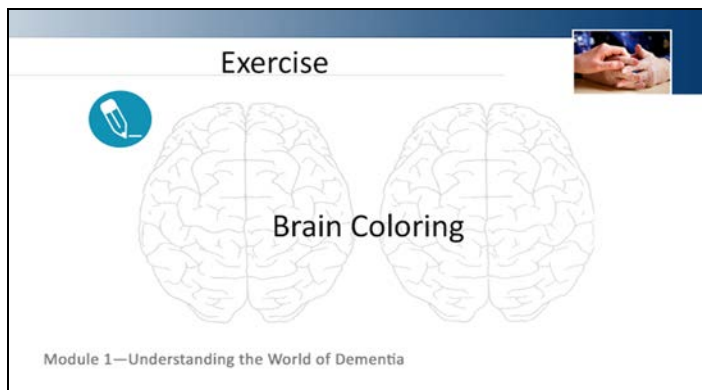 Exercise
Brain Coloring
Module 1—Understanding the World of Dementia